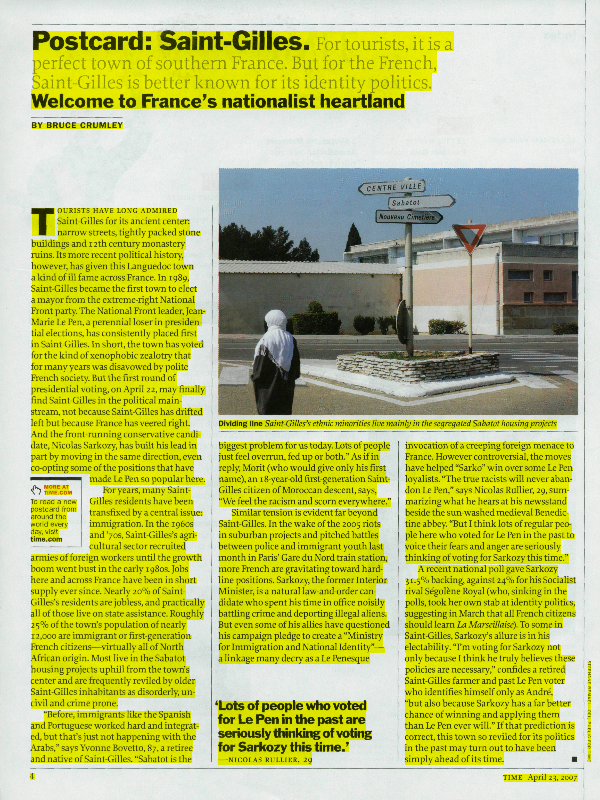 Postcard: Saint-Gilles. For tourists, it is a
perfect town of southern France. But for the French,
Saint-Gilles is better known for its identity politics.
Welcome to France's nationalist heartland
BY BRUCE CRUMLEY
TOURISTS HAVE LONG ADMIRED
Saint-Gilles for its ancient center:
narrow streets, tightly packed stone
buildings and 12th century monastery
ruins. Its more recent political history,
however, has given this Languedoc town
a kind of ill fame across France. In 1989,
Saint-Gilles became the first town to elect
a mayor from the extreme-right National
Front party. The National Front leader, Jean-
Marie Le Pen, a perennial loser in presiden-
tial elections, has consistently placed first
in Saint-Gilles. In short, the town has voted
for the kind of xenophobic zealotry that
for many years was disavowed by polite
French society. But the first round of
presidential voting, on April 22, may finally
find Saint-Gilles in the political main-
stream, not because Saint-Gilles has drifted
left but because France has veered right.
And the front-running conservative candi-
date, Nicolas Sarkozy, has built his lead in
part by moving in the same direction, even
co-opting some of the positions that have
made Le Pen so popular here.
For years, many Saint-
Gilles residents have been
transfixed by a central issue:
immigration. In the 1960s
and '70s, Saint-Gilles's agri-
cultural sector recruited
armies of foreign workers until the growth
boom went bust in the early 1980s. Jobs
here and across France have been in short
supply ever since. Nearly 20% of Saint-
Gilles's residents are jobless, and practically
all of those live on state assistance. Roughly
25% of the town's population of nearly
12,000 are immigrant or first-generation
French citizens—virtually all of North
African origin. Most live in the Sabatot
housing projects uphill from the town's
center and are frequently reviled by older
Saint-Gilles inhabitants as disorderly, un-
civil and crime prone.
"Before, immigrants like the Spanish
and Portuguese worked hard and integrat-
ed, but that's just not happening with the
Arabs," says Yvonne Bovetto, 87, a retiree
and native of Saint-Gilles. "Sabatot is the
MORE AT
TIME.COM
To read a new
postcard from
around the
world every
day, visit
time.com
CENTRE VILLE
Sabatot
Nouveau Cimetière
Dividing line Saint-Gilles's ethnic minorities live mainly in the segregated Sabatot housing projects
biggest problem for us today. Lots of people
just feel overrun, fed up or both." As if in
reply, Morit (who would give only his first
name), an 18-year-old first-generation Saint-
Gilles citizen of Moroccan descent, says,
"We feel the racism and scorn everywhere."
Similar tension is evident far beyond
Saint-Gilles. In the wake of the 2005 riots
in suburban projects and pitched battles
between police and immigrant youth last
month in Paris' Gare du Nord train station,
more French are gravitating toward hard-
line positions. Sarkozy, the former Interior
Minister, is a natural law-and-order can-
didate who spent his time in office noisily
battling crime and deporting illegal aliens.
But even some of his allies have questioned
his campaign pledge to create a "Ministry
for Immigration and National Identity"—
a linkage many decry as a Le Penesque
'Lots of people who voted
for Le Pen in the past are
seriously thinking of voting
for Sarkozy this time.'
—NICOLAS RULLIER, 29
invocation of a creeping foreign menace to
France. However controversial, the moves
have helped "Sarko" win over some Le Pen
loyalists. "The true racists will never aban-
don Le Pen," says Nicolas Rullier, 29, sum-
marizing what he hears at his newsstand
beside the sun-washed medieval Benedic-
tine abbey. "But I think lots of regular peo-
ple here who voted for Le Pen in the past to
voice their fears and anger are seriously
thinking of voting for Sarkozy this time."
A recent national poll gave Sarkozy
31.5% backing, against 24% for his Socialist
rival Ségolène Royal (who, sinking in the
polls, took her own stab at identity politics,
suggesting in March that all French citizens
should learn La Marseillaise). To some in
Saint-Gilles, Sarkozy's allure is in his
electability. "I'm voting for Sarkozy not
only because I think he truly believes these
policies are necessary," confides a retired
Saint-Gilles farmer and past Le Pen voter
who identifies himself only as André,
"but also because Sarkozy has a far better
chance of winning and applying them
than Le Pen ever will." If that prediction is
correct, this town so reviled for its politics
in the past may turn out to have been
simply ahead of its time.
4
TIME April 23, 2007